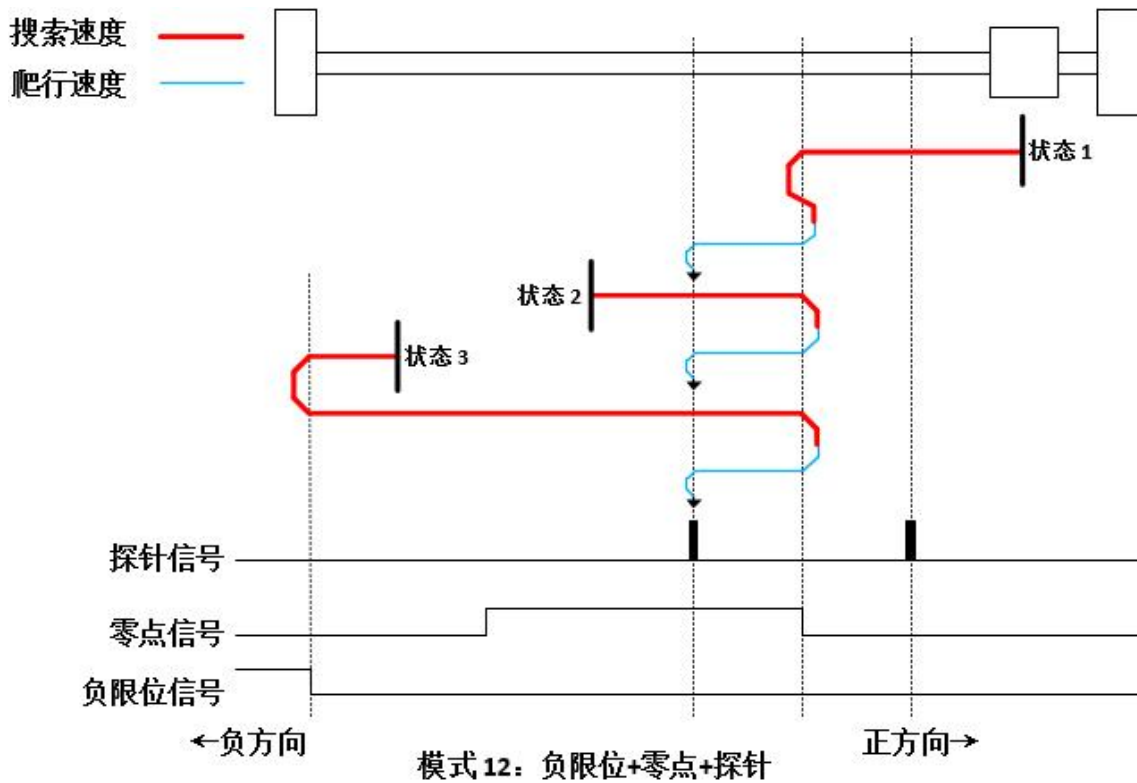 搜索速度
爬行速度
状态 1
状态 2
状态 3
探针信号
零点信号
负限位信号
←负方向
正方向→
模式 12：负限位+零点+探针